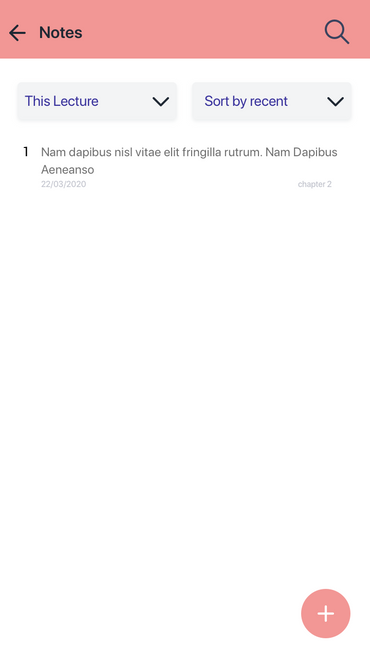 Notes
This Lecture
Sort by recent
1 Nam dapibus nisl vitae elit fringilla rutrum. Nam Dapibus
Aeneanso
22/03/2020 chapter 2